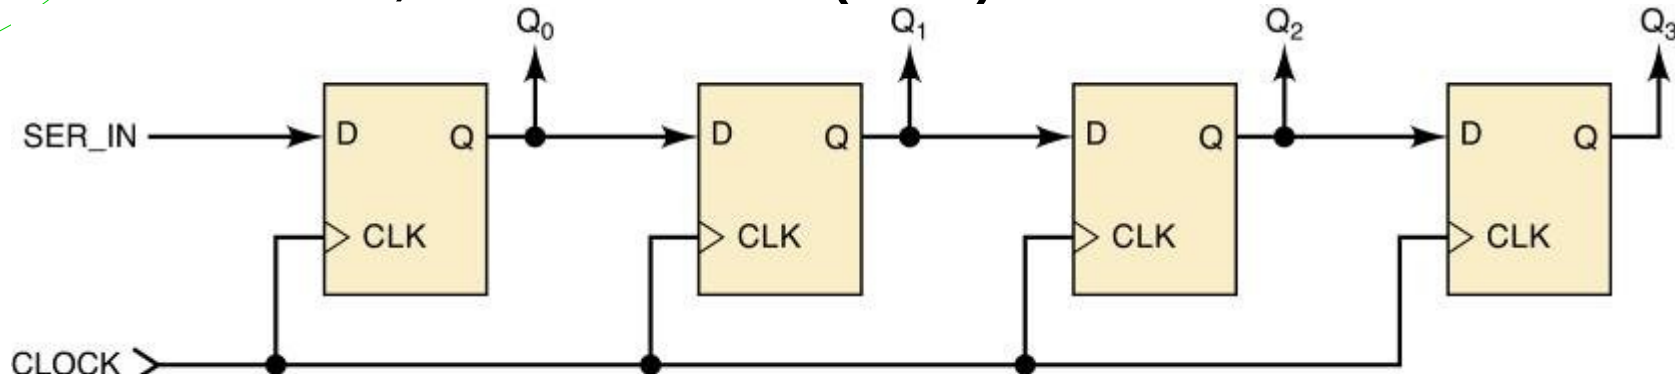 Q₀ Q₁ Q₂ Q₃
SER_IN D Q D Q D Q D Q
CLK CLK CLK CLK
CLOCK